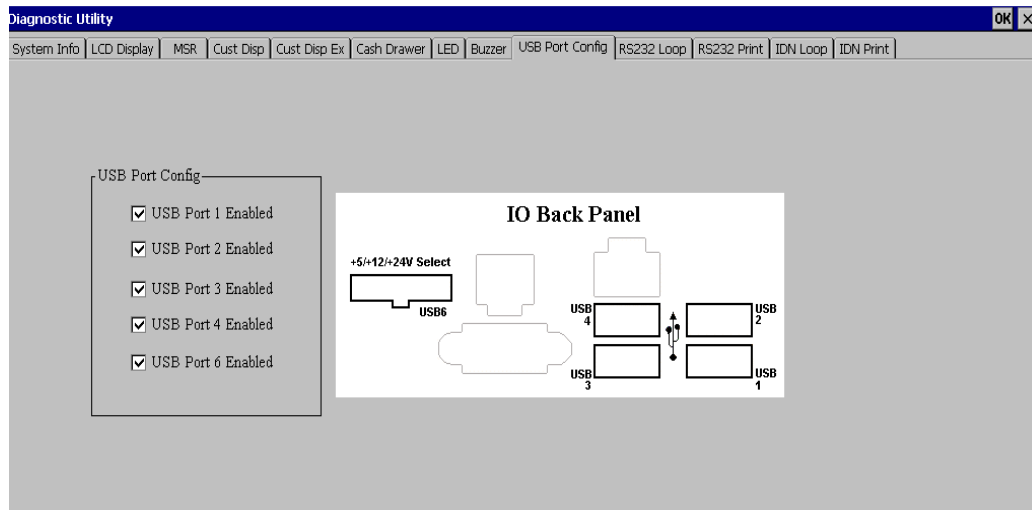 Diagnostic Utility OK ×
System Info LCD Display MSR Cust Disp Cust Disp Ex Cash Drawer LED Buzzer USB Port Config RS232 Loop RS232 Print IDN Loop IDN Print
USB Port Config
USB Port 1 Enabled
USB Port 2 Enabled
USB Port 3 Enabled
USB Port 4 Enabled
USB Port 6 Enabled
IO Back Panel
+5/+12/+24V Select
USB6
USB 4
USB 2
USB 3
USB 1